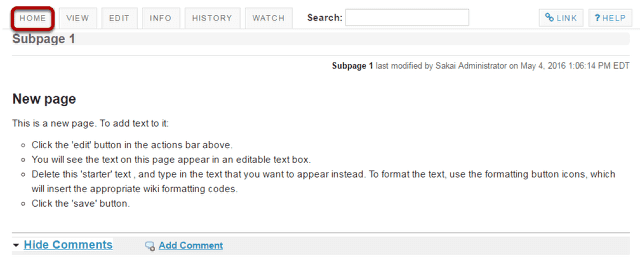 HOME VIEW EDIT INFO HISTORY WATCH Search: LINK ? HELP
Subpage 1
Subpage 1 last modified by Sakai Administrator on May 4, 2016 1:06:14 PM EDT
New page
This is a new page. To add text to it:
Click the 'edit' button in the actions bar above.
You will see the text on this page appear in an editable text box.
Delete this 'starter' text , and type in the text that you want to appear instead. To format the text, use the formatting button icons, which
will insert the appropriate wiki formatting codes.
Click the 'save' button.
Hide Comments Add Comment